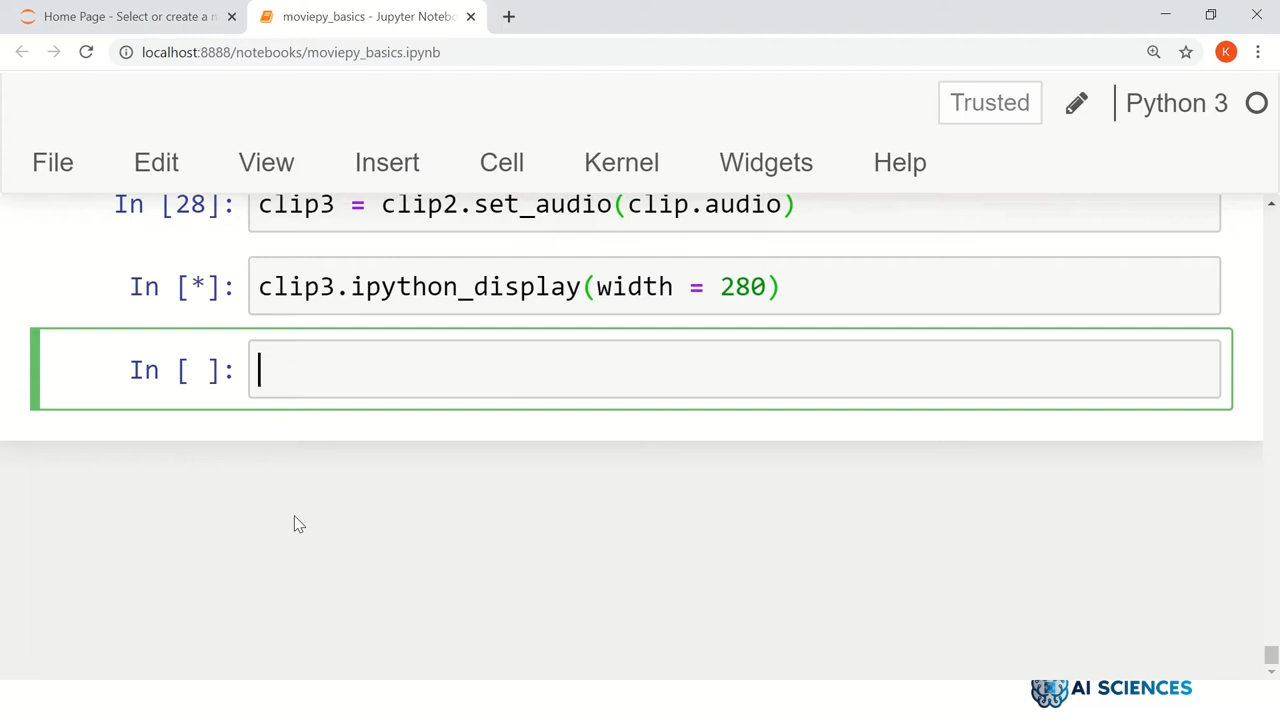 Home Page - Select or create a n
moviepy_basics - Jupyter Notebo
localhost:8888/notebooks/moviepy_basics.ipynb
K
Trusted
Python 3
File Edit View Insert Cell Kernel Widgets Help
In [28]: clip3 = clip2.set_audio(clip.audio)
In [*]: clip3.ipython_display(width = 280)
In [ ]:
AI SCIENCES